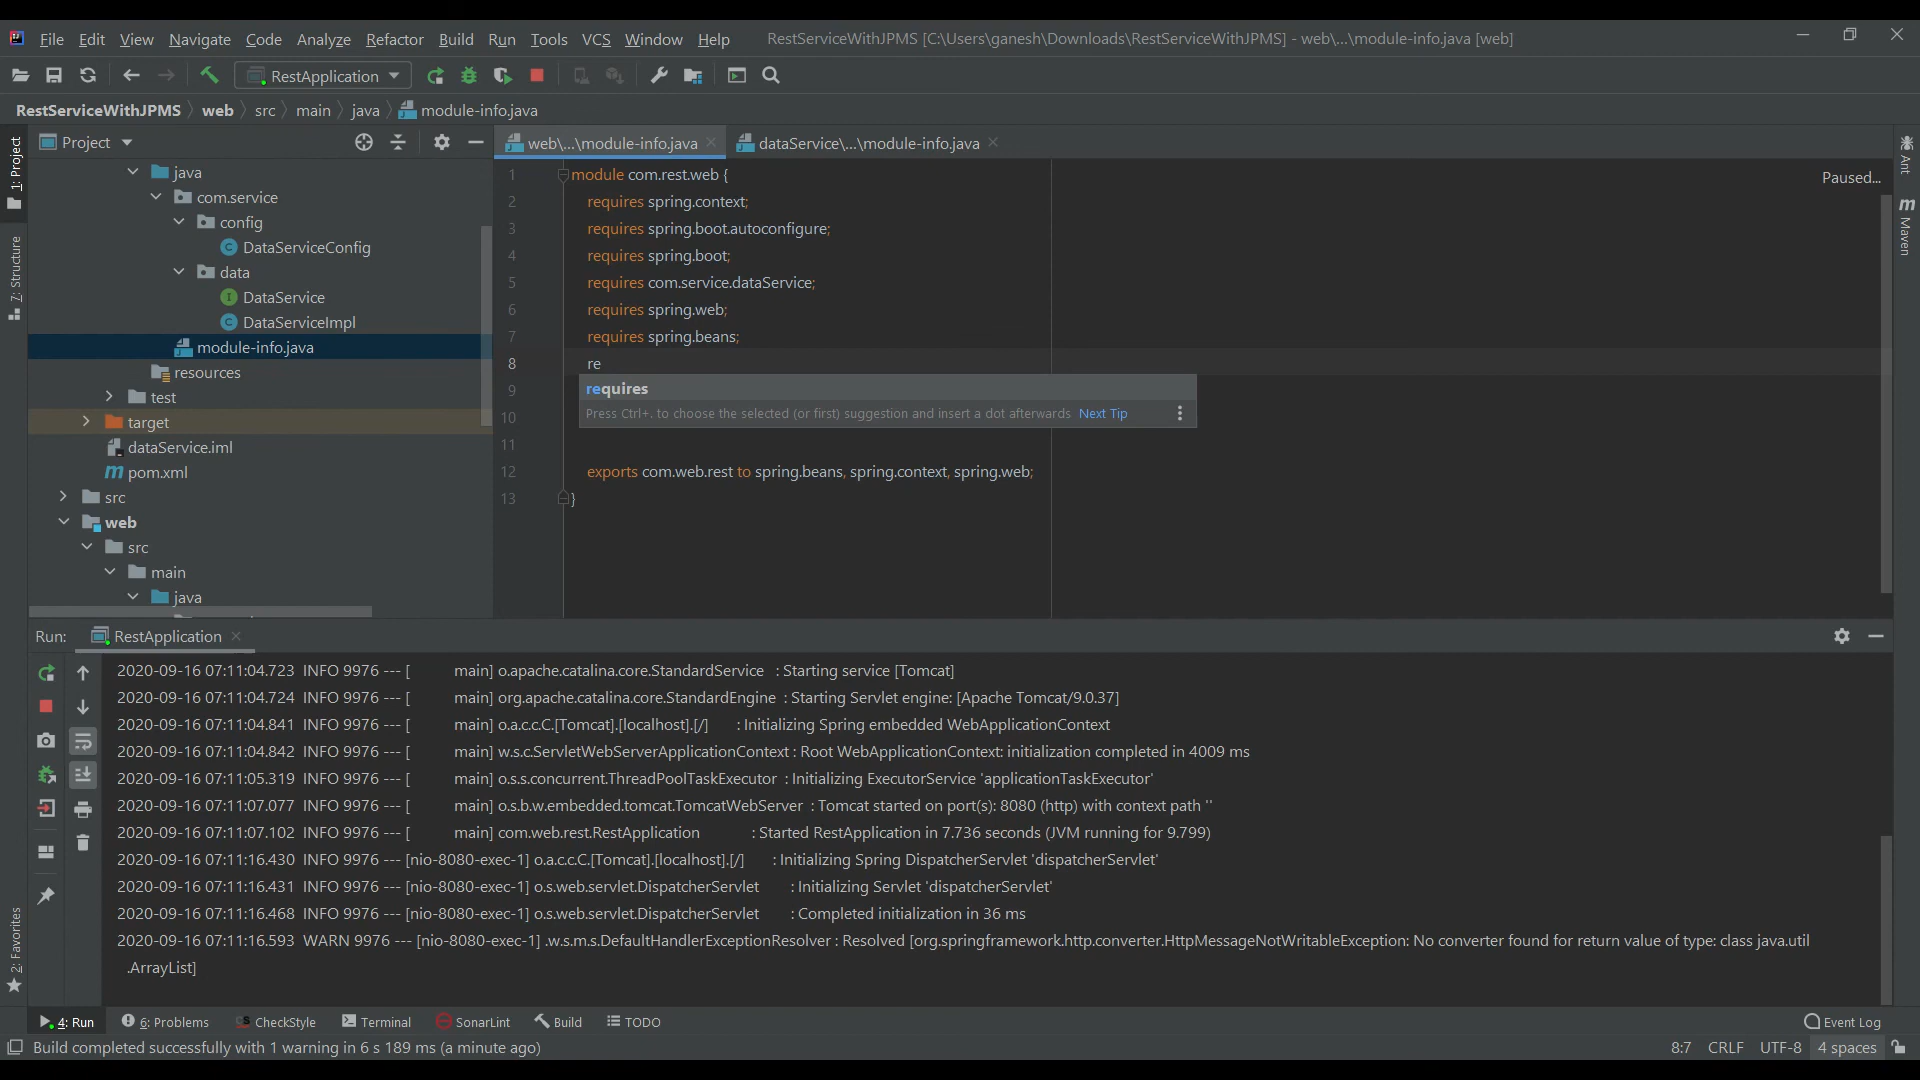 File Edit View Navigate Code Analyze Refactor Build Run Tools VCS Window Help RestServiceWithJPMS [C:\Users\ganesh\Downloads\RestServiceWithJPMS] - web\...\module-info.java [web]
RestApplication
RestServiceWithJPMS web src main java module-info.java
Project
web\...\module-info.java
dataService\...\module-info.java
1: Project
7: Structure
2: Favorites
java
com.service
config
DataServiceConfig
data
DataService
DataServiceImpl
module-info.java
resources
test
target
dataService.iml
pom.xml
src
web
src
main
java
1 module com.rest.web {
2 requires spring.context;
3 requires spring.boot.autoconfigure;
4 requires spring.boot;
5 requires com.service.dataService;
6 requires spring.web;
7 requires spring.beans;
8 re
9 requires
Press Ctrl+. to choose the selected (or first) suggestion and insert a dot afterwards Next Tip
10
11
12 exports com.web.rest to spring.beans, spring.context, spring.web;
13 }
Paused...
Ant
Maven
Run: RestApplication
2020-09-16 07:11:04.723 INFO 9976 --- [ main] o.apache.catalina.core.StandardService : Starting service [Tomcat]
2020-09-16 07:11:04.724 INFO 9976 --- [ main] org.apache.catalina.core.StandardEngine : Starting Servlet engine: [Apache Tomcat/9.0.37]
2020-09-16 07:11:04.841 INFO 9976 --- [ main] o.a.c.c.C.[Tomcat].[localhost].[/] : Initializing Spring embedded WebApplicationContext
2020-09-16 07:11:04.842 INFO 9976 --- [ main] w.s.c.ServletWebServerApplicationContext : Root WebApplicationContext: initialization completed in 4009 ms
2020-09-16 07:11:05.319 INFO 9976 --- [ main] o.s.s.concurrent.ThreadPoolTaskExecutor : Initializing ExecutorService 'applicationTaskExecutor'
2020-09-16 07:11:07.077 INFO 9976 --- [ main] o.s.b.w.embedded.tomcat.TomcatWebServer : Tomcat started on port(s): 8080 (http) with context path ''
2020-09-16 07:11:07.102 INFO 9976 --- [ main] com.web.rest.RestApplication : Started RestApplication in 7.736 seconds (JVM running for 9.799)
2020-09-16 07:11:16.430 INFO 9976 --- [nio-8080-exec-1] o.a.c.c.C.[Tomcat].[localhost].[/] : Initializing Spring DispatcherServlet 'dispatcherServlet'
2020-09-16 07:11:16.431 INFO 9976 --- [nio-8080-exec-1] o.s.web.servlet.DispatcherServlet : Initializing Servlet 'dispatcherServlet'
2020-09-16 07:11:16.468 INFO 9976 --- [nio-8080-exec-1] o.s.web.servlet.DispatcherServlet : Completed initialization in 36 ms
2020-09-16 07:11:16.593 WARN 9976 --- [nio-8080-exec-1] .w.s.m.s.DefaultHandlerExceptionResolver : Resolved [org.springframework.http.converter.HttpMessageNotWritableException: No converter found for return value of type: class java.util
.ArrayList]
4: Run 6: Problems CheckStyle Terminal SonarLint Build TODO Event Log
Build completed successfully with 1 warning in 6 s 189 ms (a minute ago) 8:7 CRLF UTF-8 4 spaces